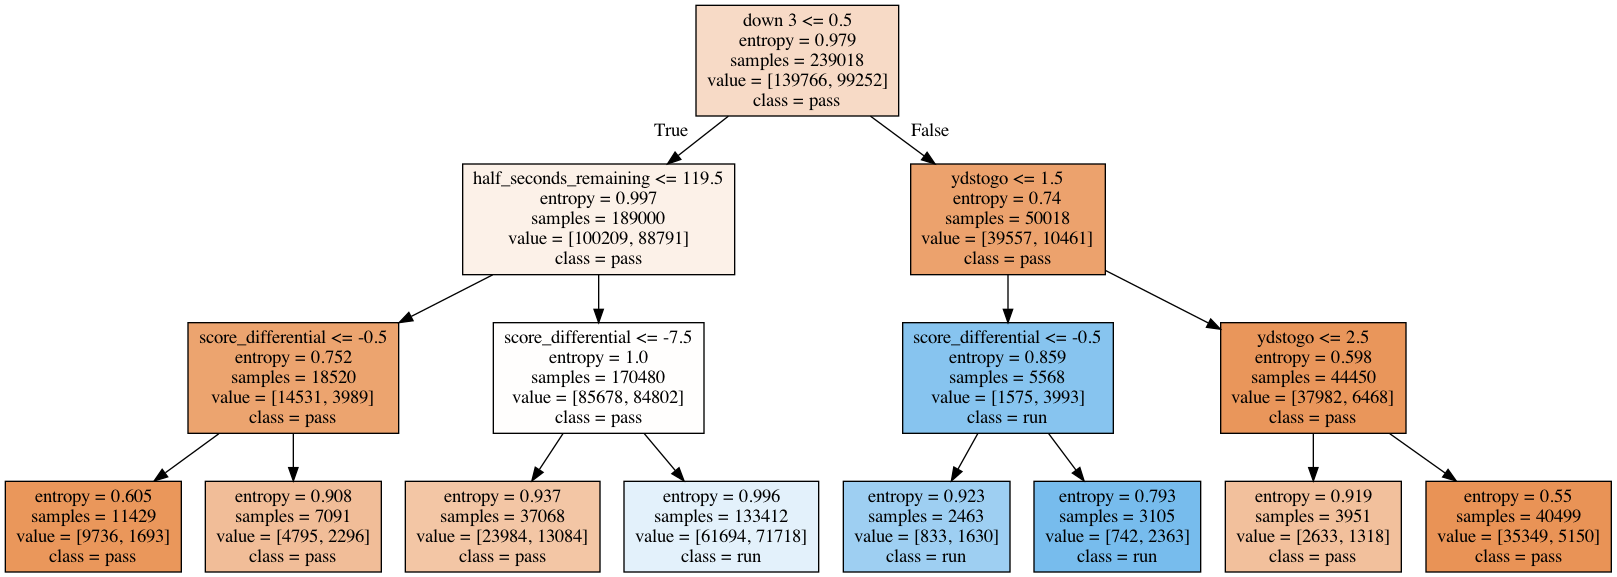 down 3 <= 0.5
entropy = 0.979
samples = 239018
value = [139766, 99252]
class = pass
True
False
half_seconds_remaining <= 119.5
entropy = 0.997
samples = 189000
value = [100209, 88791]
class = pass
ydstogo <= 1.5
entropy = 0.74
samples = 50018
value = [39557, 10461]
class = pass
score_differential <= -0.5
entropy = 0.752
samples = 18520
value = [14531, 3989]
class = pass
score_differential <= -7.5
entropy = 1.0
samples = 170480
value = [85678, 84802]
class = pass
score_differential <= -0.5
entropy = 0.859
samples = 5568
value = [1575, 3993]
class = run
ydstogo <= 2.5
entropy = 0.598
samples = 44450
value = [37982, 6468]
class = pass
entropy = 0.605
samples = 11429
value = [9736, 1693]
class = pass
entropy = 0.908
samples = 7091
value = [4795, 2296]
class = pass
entropy = 0.937
samples = 37068
value = [23984, 13084]
class = pass
entropy = 0.996
samples = 133412
value = [61694, 71718]
class = run
entropy = 0.923
samples = 2463
value = [833, 1630]
class = run
entropy = 0.793
samples = 3105
value = [742, 2363]
class = run
entropy = 0.919
samples = 3951
value = [2633, 1318]
class = pass
entropy = 0.55
samples = 40499
value = [35349, 5150]
class = pass